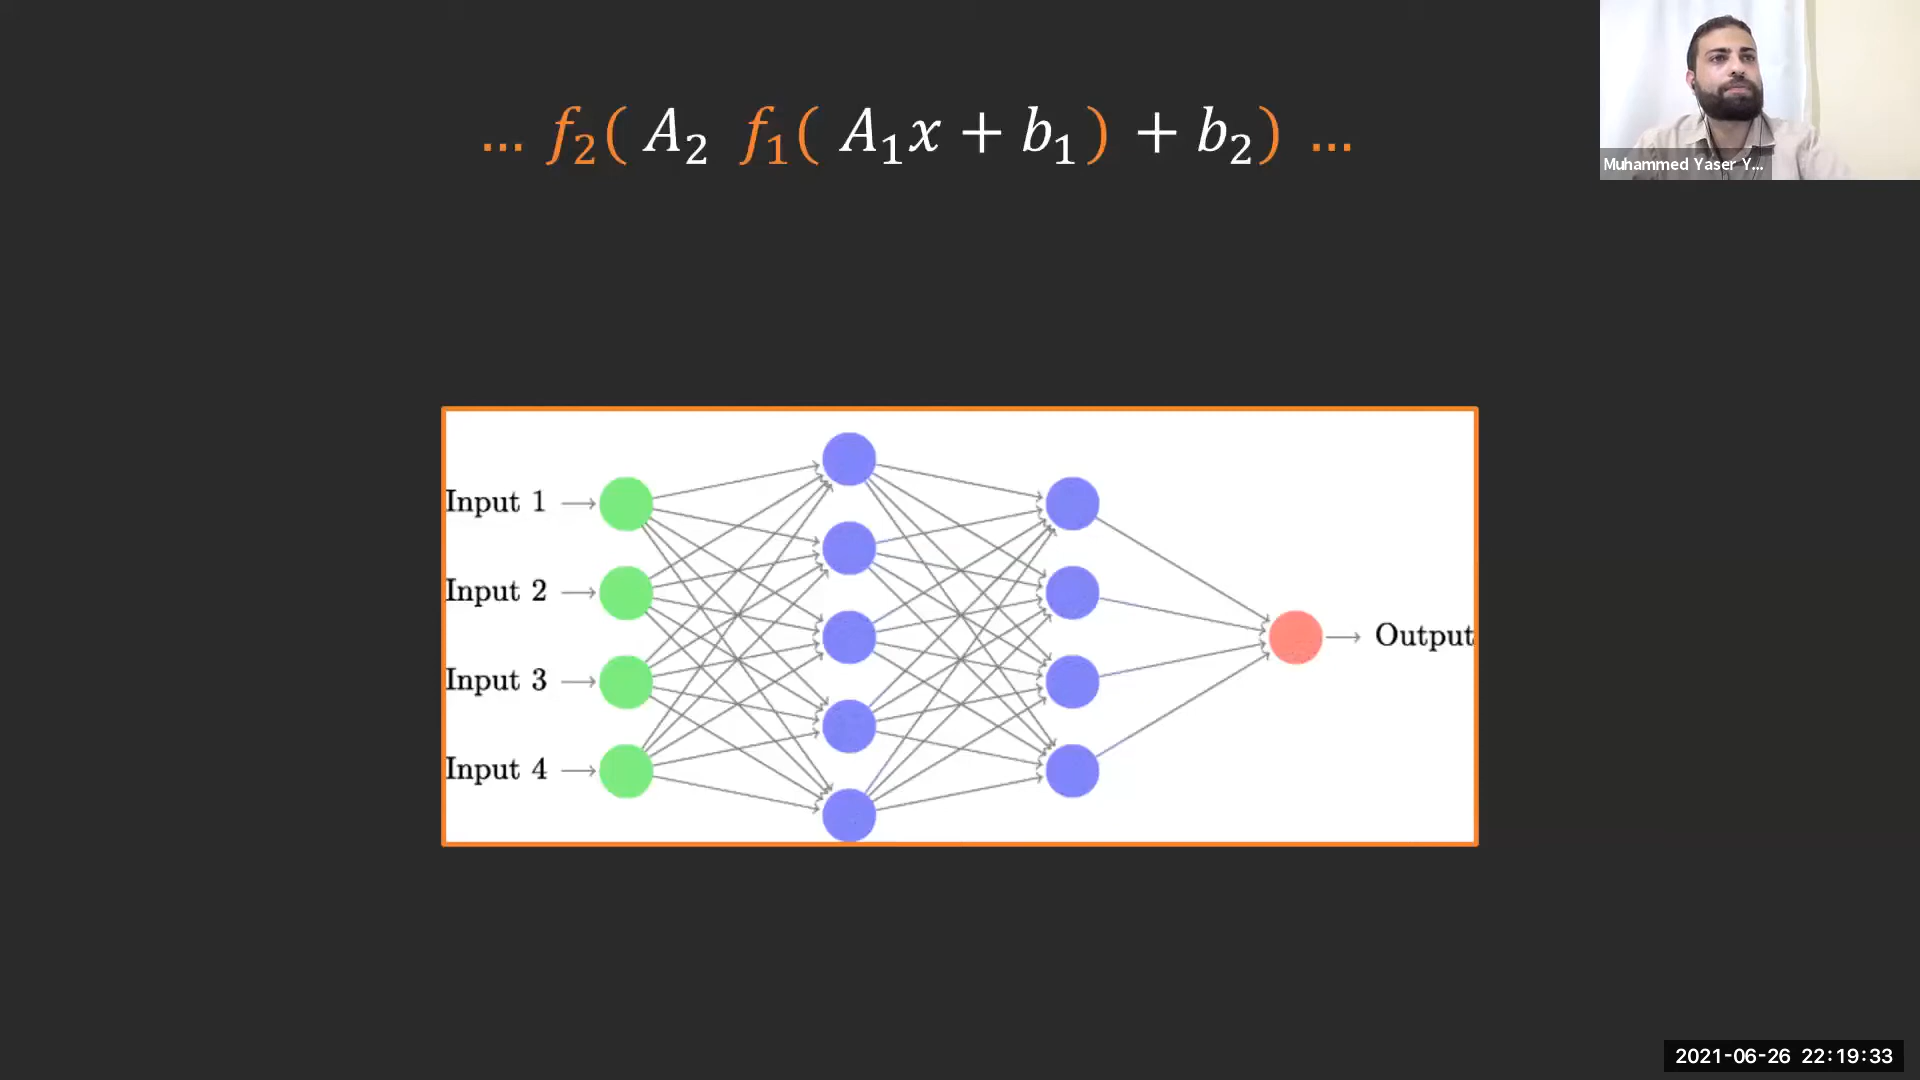 ... f₂( A₂ f₁( A₁x + b₁) + b₂) ...
Muhammed Yaser Y...
Input 1
Input 2
Input 3
Input 4
Output
2021-06-26 22:19:33